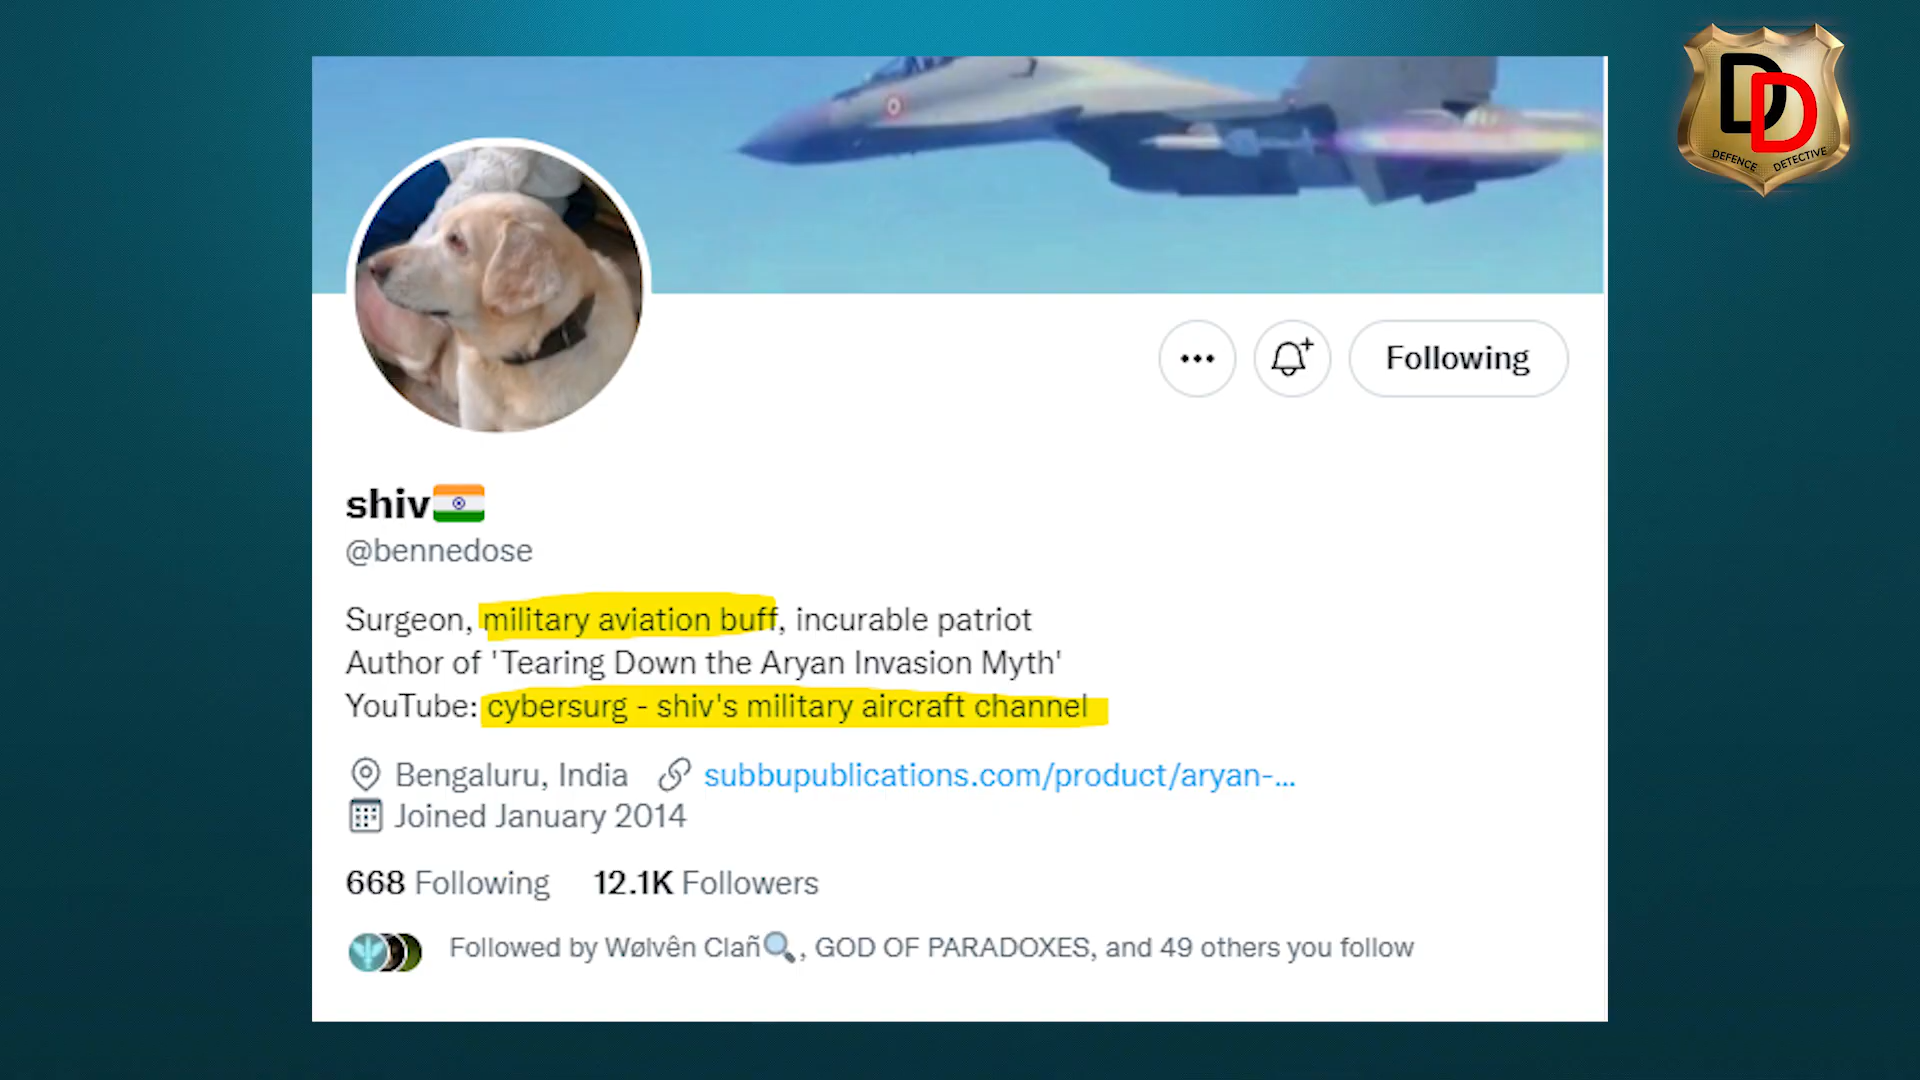 DD
DEFENCE DETECTIVE
Following
shiv🇮🇳
@bennedose
Surgeon, military aviation buff, incurable patriot
Author of 'Tearing Down the Aryan Invasion Myth'
YouTube: cybersurg - shiv's military aircraft channel
Bengaluru, India subbupublications.com/product/aryan-...
Joined January 2014
668 Following 12.1K Followers
Followed by Wølvên Clañ🔍, GOD OF PARADOXES, and 49 others you follow